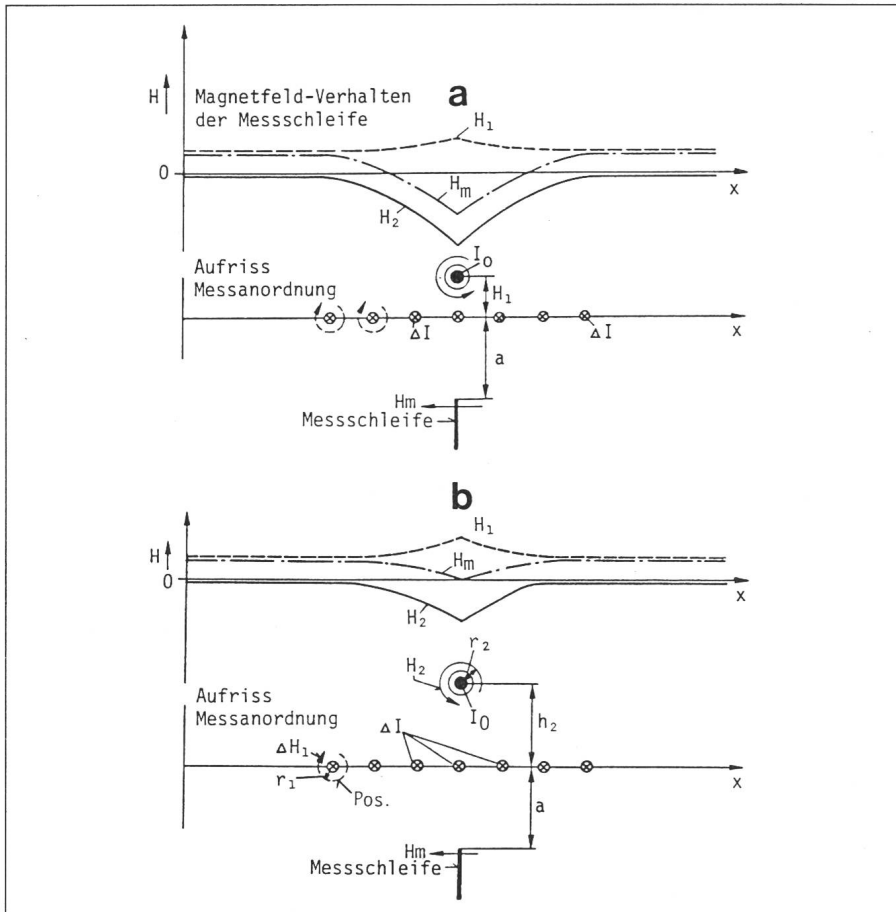 a
H
Magnetfeld-Verhalten
der Messschleife
H₁
0
x
Hₘ
H₂
I₀
Aufriss
Messanordnung
H₁
x
ΔI
ΔI
a
Hm
Messschleife
b
H₁
H
Hₘ
0
x
H₂
r₂
H₂
Aufriss
Messanordnung
I₀
h₂
ΔI
ΔH₁
x
r₁
Pos.
a
Hm
Messschleife